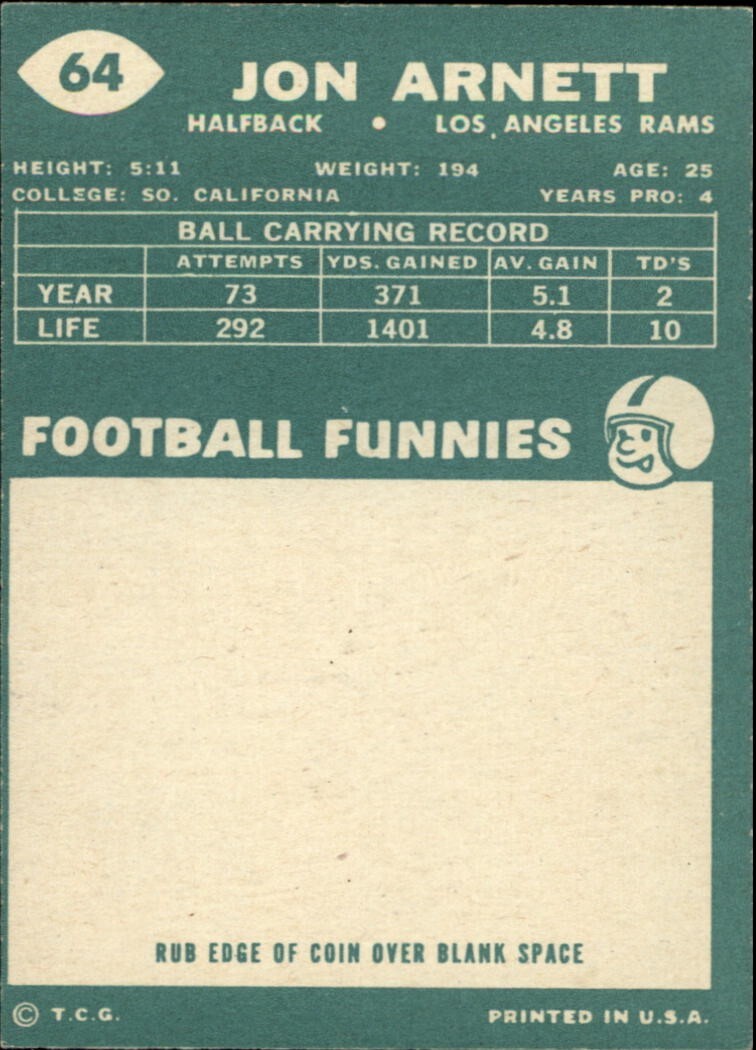 64
JON ARNETT
HALFBACK • LOS ANGELES RAMS
HEIGHT: 5:11 WEIGHT: 194 AGE: 25
COLLEGE: SO. CALIFORNIA YEARS PRO: 4
BALL CARRYING RECORD
ATTEMPTS YDS. GAINED AV. GAIN TD'S
YEAR 73 371 5.1 2
LIFE 292 1401 4.8 10
FOOTBALL FUNNIES
RUB EDGE OF COIN OVER BLANK SPACE
© T.C.G. PRINTED IN U.S.A.